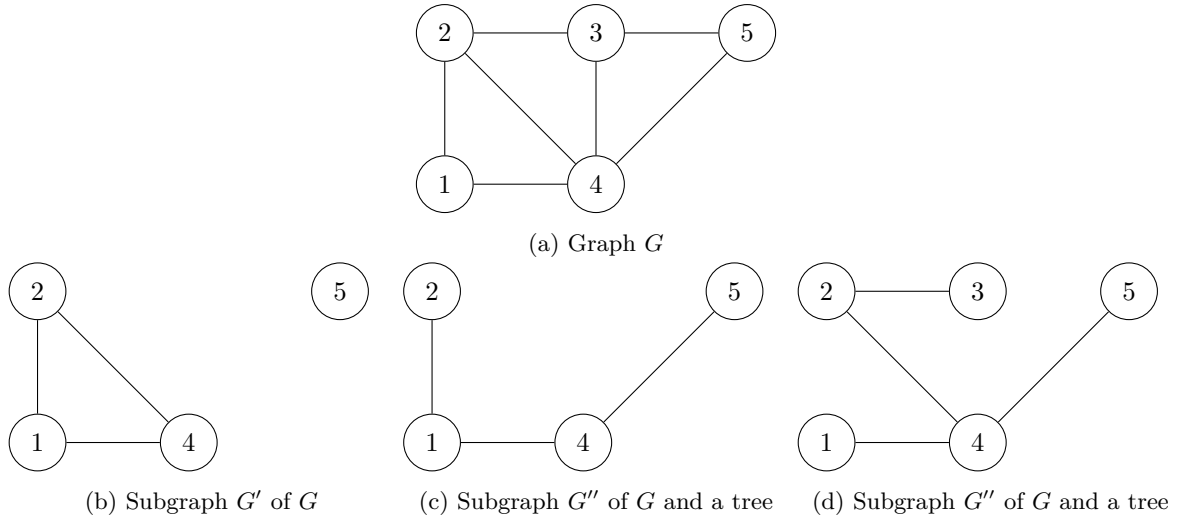 2 3 5
1 4
(a) Graph G
2 5 2 5 2 3 5
1 4 1 4 1 4
(b) Subgraph G′ of G (c) Subgraph G′′ of G and a tree (d) Subgraph G′′ of G and a tree